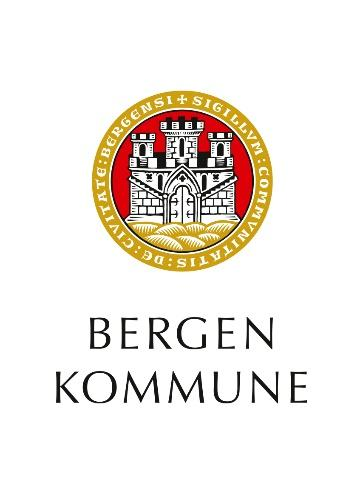 ✢ SIGILLVM : COMMVNITATIS : DE : CIVITATE : BERGENSI
BERGEN
KOMMUNE